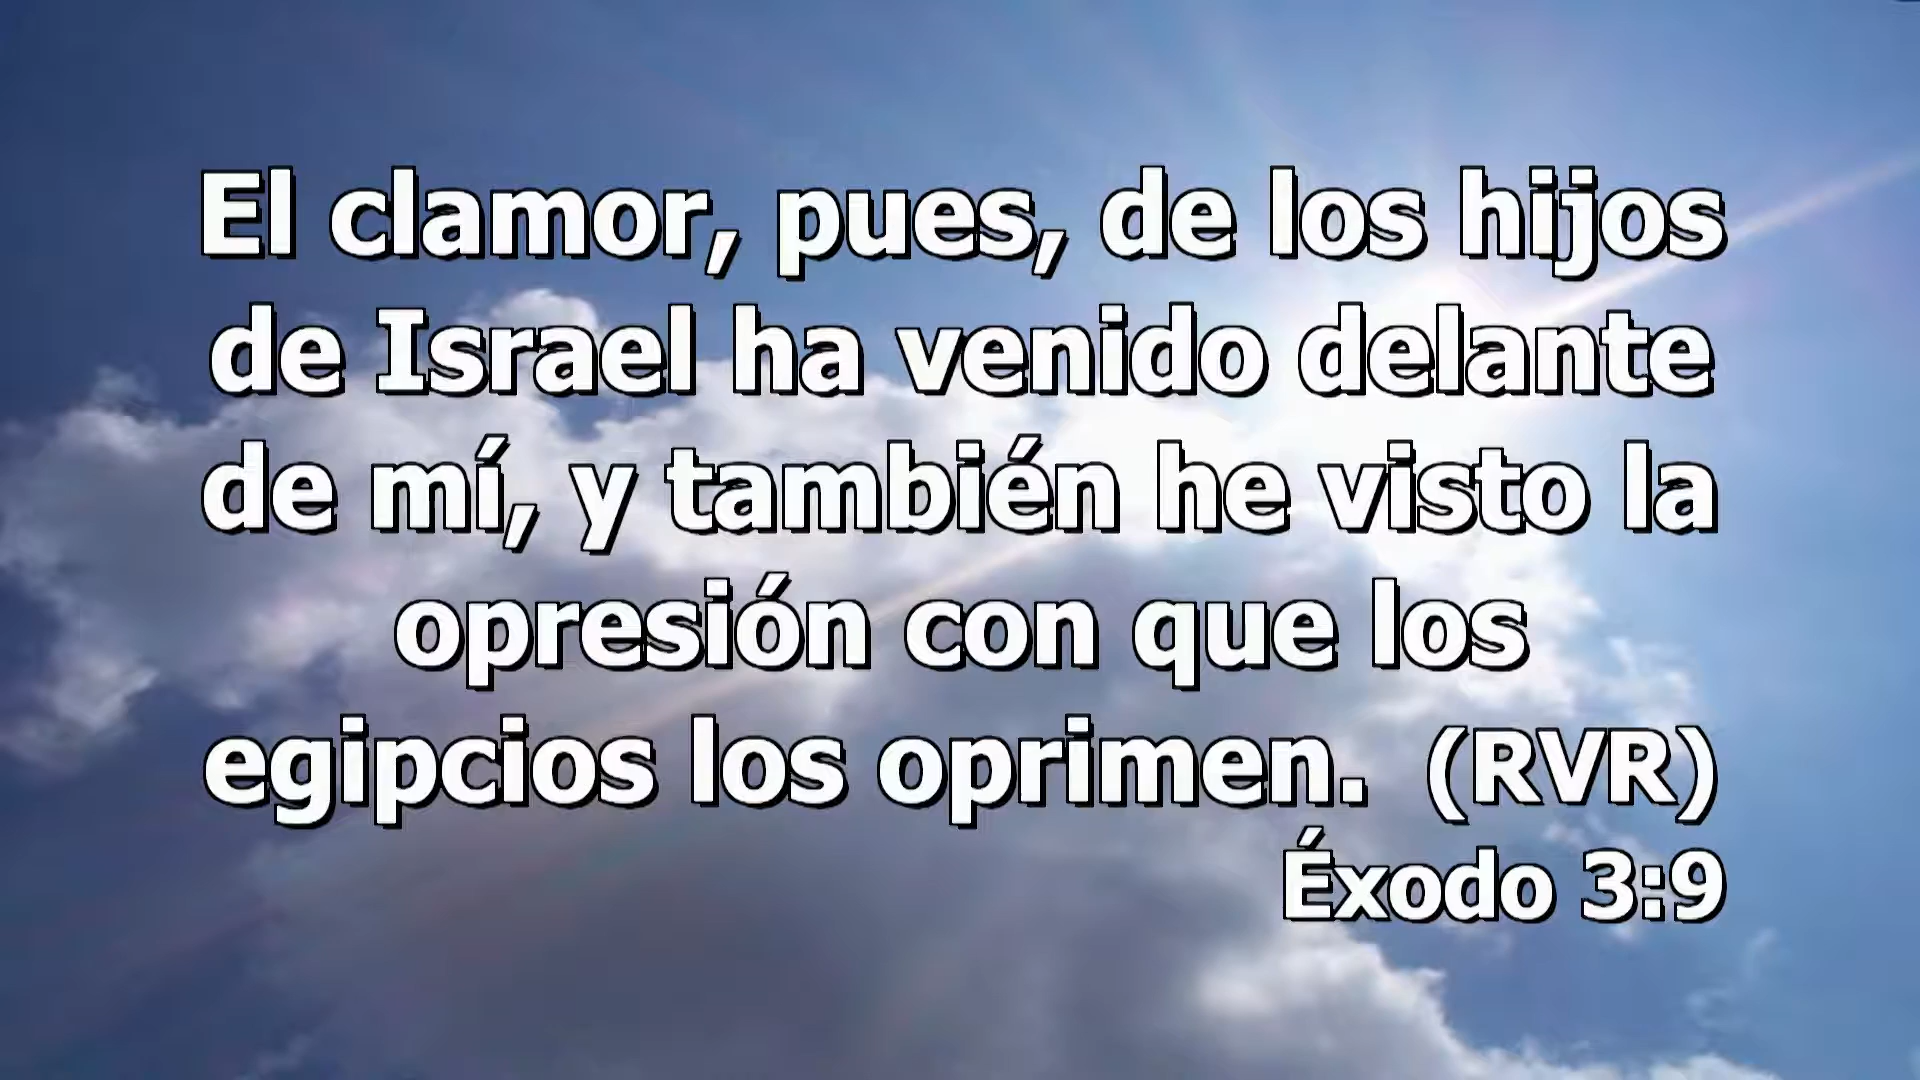 El clamor, pues, de los hijos
de Israel ha venido delante
de mí, y también he visto la
opresión con que los
egipcios los oprimen. (RVR)
Éxodo 3:9